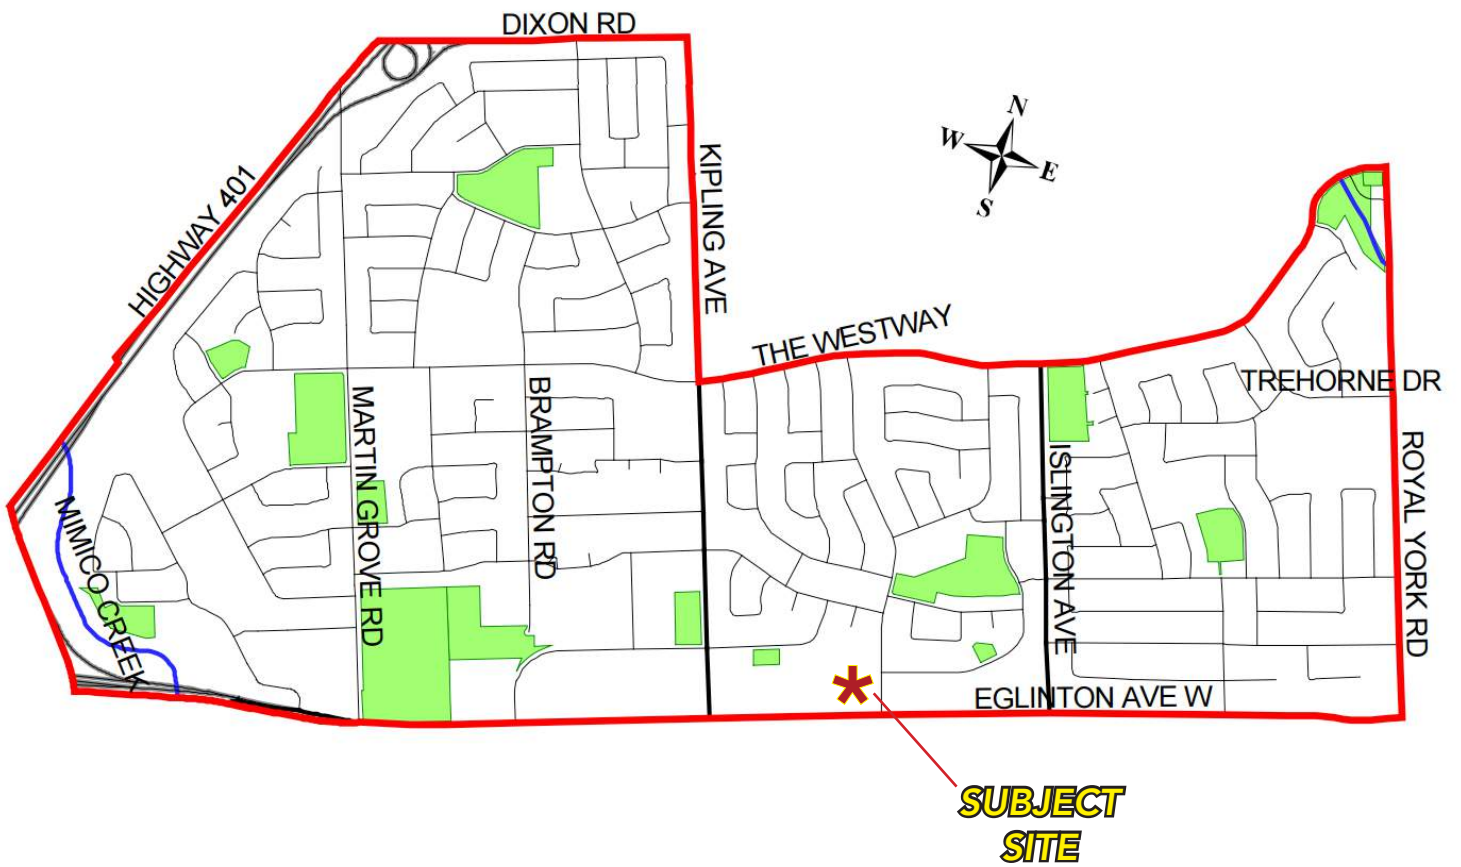 DIXON RD
N
W
E
S
KIPLING AVE
HIGHWAY 401
THE WESTWAY
TREHORNE DR
MARTIN GROVE RD
BRAMPTON RD
ISLINGTON AVE
ROYAL YORK RD
MIMICO CREEK
EGLINTON AVE W
SUBJECT
SITE